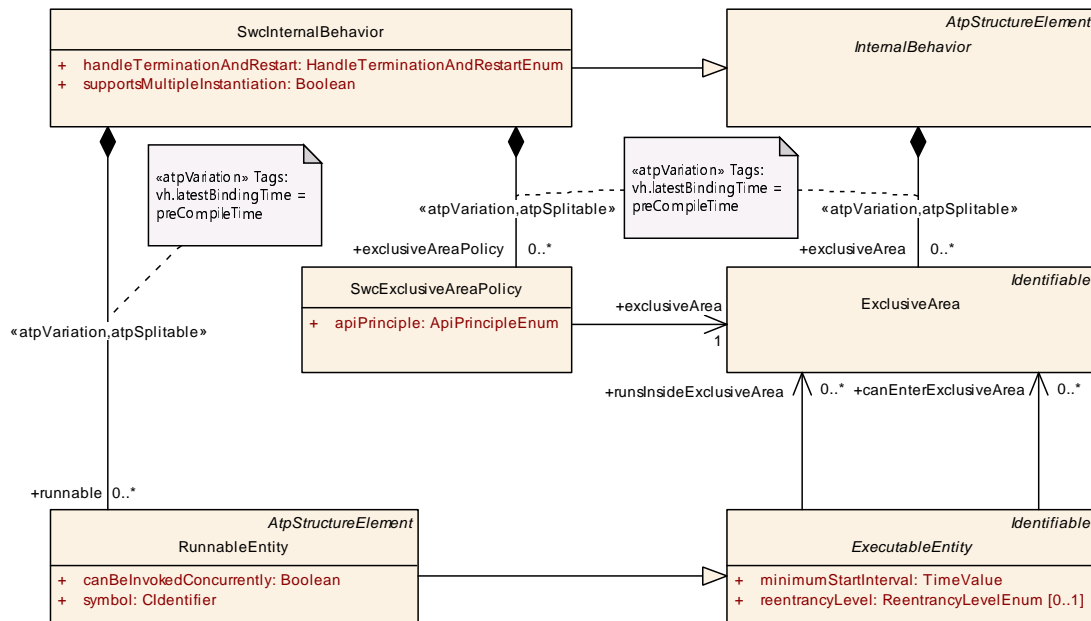 SwcInternalBehavior
+ handleTerminationAndRestart: HandleTerminationAndRestartEnum
+ supportsMultipleInstantiation: Boolean
AtpStructureElement
InternalBehavior
«atpVariation» Tags:
vh.latestBindingTime =
preCompileTime
«atpVariation» Tags:
vh.latestBindingTime =
preCompileTime
«atpVariation,atpSplitable»
«atpVariation,atpSplitable»
+exclusiveAreaPolicy 0..*
+exclusiveArea 0..*
SwcExclusiveAreaPolicy
+ apiPrinciple: ApiPrincipleEnum
+exclusiveArea
1
Identifiable
ExclusiveArea
«atpVariation,atpSplitable»
+runsInsideExclusiveArea 0..*
+canEnterExclusiveArea 0..*
+runnable 0..*
AtpStructureElement
RunnableEntity
+ canBeInvokedConcurrently: Boolean
+ symbol: CIdentifier
Identifiable
ExecutableEntity
+ minimumStartInterval: TimeValue
+ reentrancyLevel: ReentrancyLevelEnum [0..1]